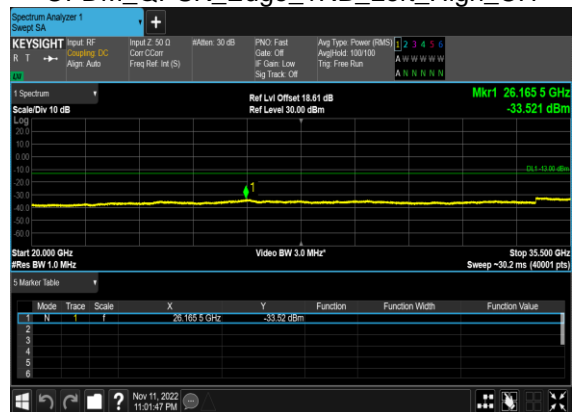 Spectrum Analyzer 1
Swept SA
+
KEYSIGHT Input: RF Input Z: 50 Ω #Atten: 30 dB PNO: Fast Avg Type: Power (RMS) 1 2 3 4 5 6
R T Coupling: DC Corr CCorr Gate: Off Avg|Hold: 100/100 A W W W W W
Align: Auto Freq Ref: Int (S) IF Gain: Low Trig: Free Run
Sig Track: Off A N N N N N
LW
1 Spectrum Ref Lvl Offset 18.61 dB Mkr1 26.165 5 GHz
Scale/Div 10 dB Ref Level 30.00 dBm -33.521 dBm
Log
20.0
10.0
0.00
-10.0 DL1 -13.00 dBm
-20.0
-30.0 1
-40.0
-50.0
-60.0
Start 20.000 GHz Video BW 3.0 MHz* Stop 35.500 GHz
#Res BW 1.0 MHz Sweep ~30.2 ms (40001 pts)
5 Marker Table
Mode Trace Scale X Y Function Function Width Function Value
1 N 1 f 26.165 5 GHz -33.52 dBm
2
3
4
5
6
? Nov 11, 2022
11:01:47 PM